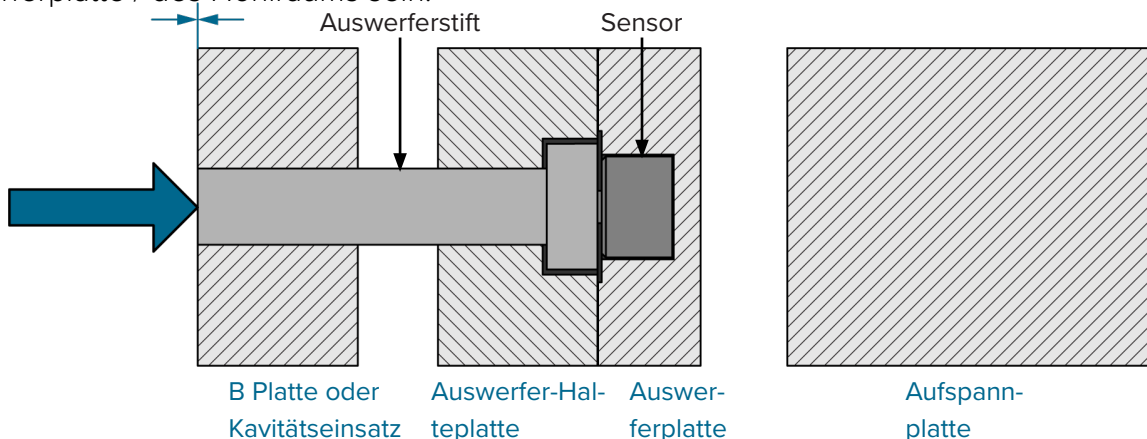 Auswerferstift Sensor
B Platte oder Auswerfer-Hal- Auswer- Aufspann-
Kavitätseinsatz teplatte ferplatte platte